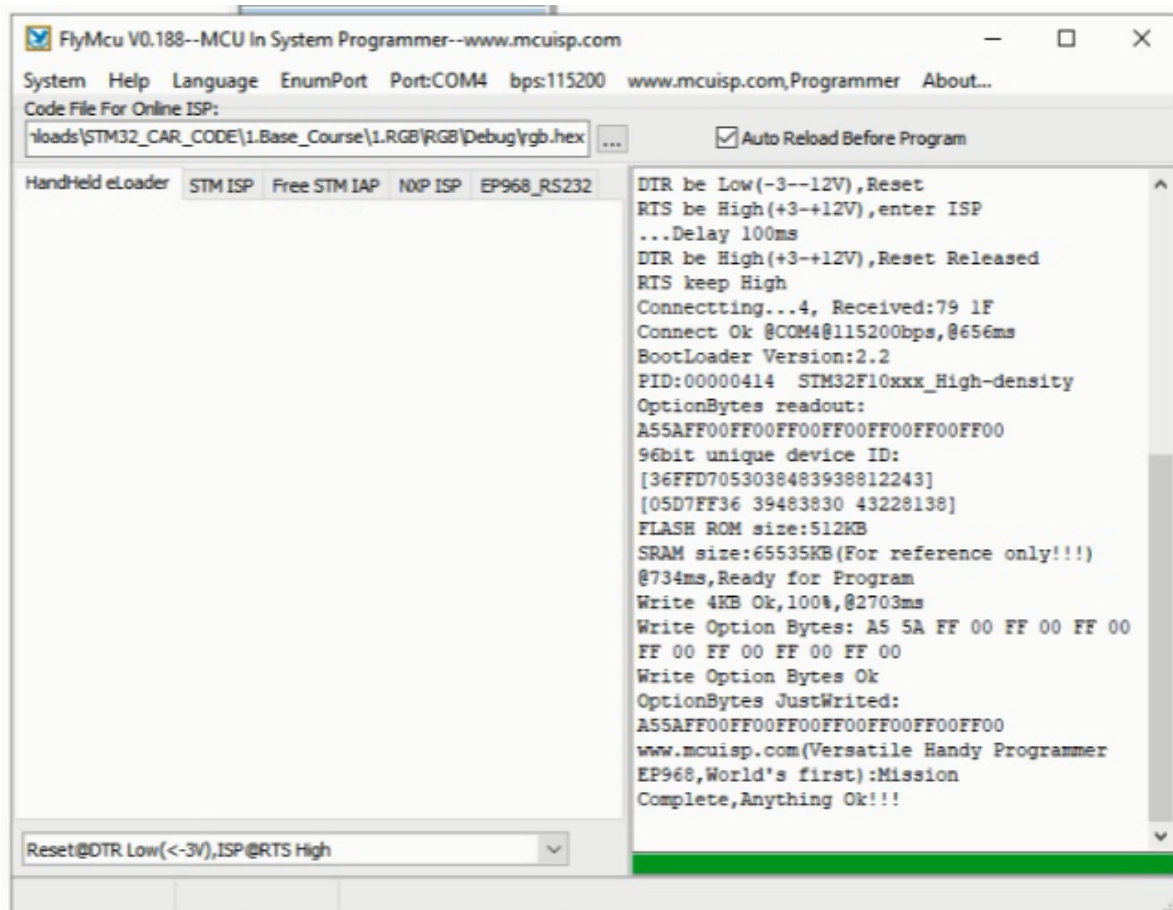 FlyMcu V0.188--MCU In System Programmer--www.mcuisp.com
System Help Language EnumPort Port:COM4 bps:115200 www.mcuisp.com,Programmer About...
Code File For Online ISP:
nloads\STM32_CAR_CODE\1.Base_Course\1.RGB\RGB\Debug\rgb.hex
...
Auto Reload Before Program
HandHeld eLoader STM ISP Free STM IAP NXP ISP EP968_RS232
DTR be Low(-3--12V),Reset
RTS be High(+3-+12V),enter ISP
...Delay 100ms
DTR be High(+3-+12V),Reset Released
RTS keep High
Connectting...4, Received:79 1F
Connect Ok @COM4@115200bps,@656ms
BootLoader Version:2.2
PID:00000414 STM32F10xxx_High-density
OptionBytes readout:
A55AFF00FF00FF00FF00FF00FF00FF00
96bit unique device ID:
[36FFD7053038483938812243]
[05D7FF36 39483830 43228138]
FLASH ROM size:512KB
SRAM size:65535KB(For reference only!!!)
@734ms,Ready for Program
Write 4KB Ok,100%,@2703ms
Write Option Bytes: A5 5A FF 00 FF 00 FF 00
FF 00 FF 00 FF 00 FF 00
Write Option Bytes Ok
OptionBytes JustWrited:
A55AFF00FF00FF00FF00FF00FF00FF00
www.mcuisp.com(Versatile Handy Programmer
EP968,World's first):Mission
Complete,Anything Ok!!!
Reset@DTR Low(<-3V),ISP@RTS High